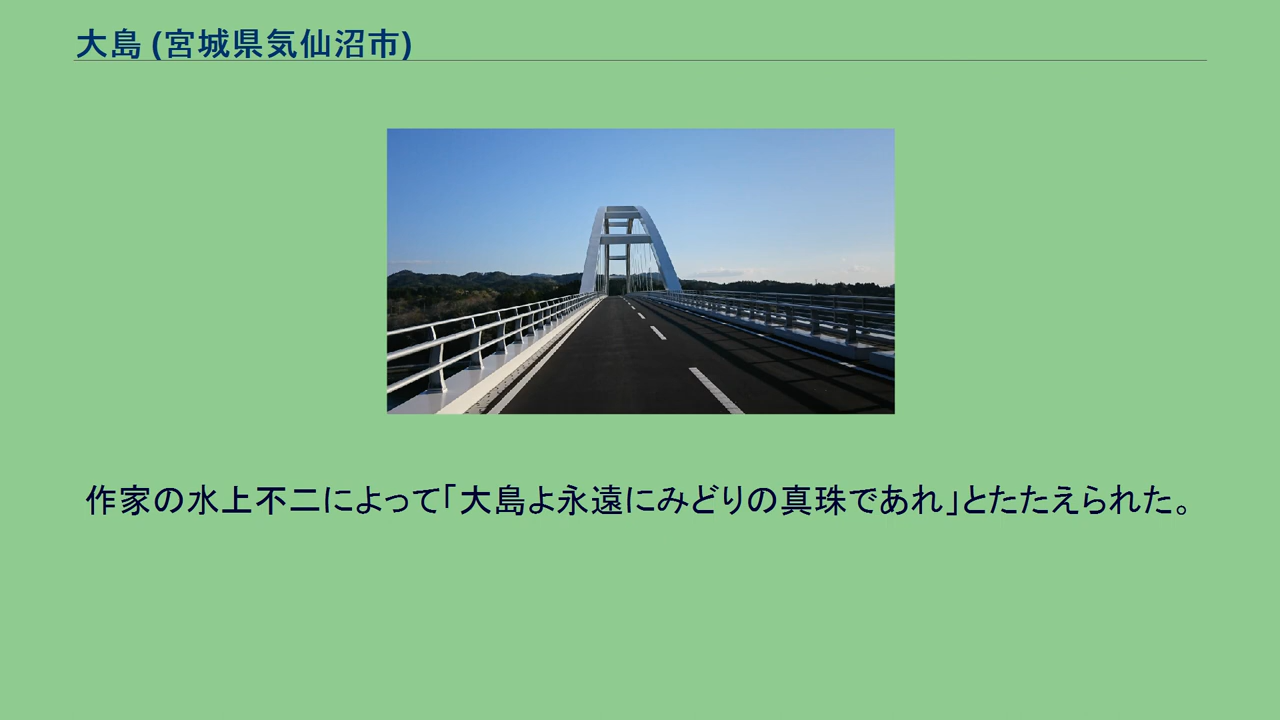 大島 (宮城県気仙沼市)
作家の水上不二によって「大島よ永遠にみどりの真珠であれ」とたたえられた。